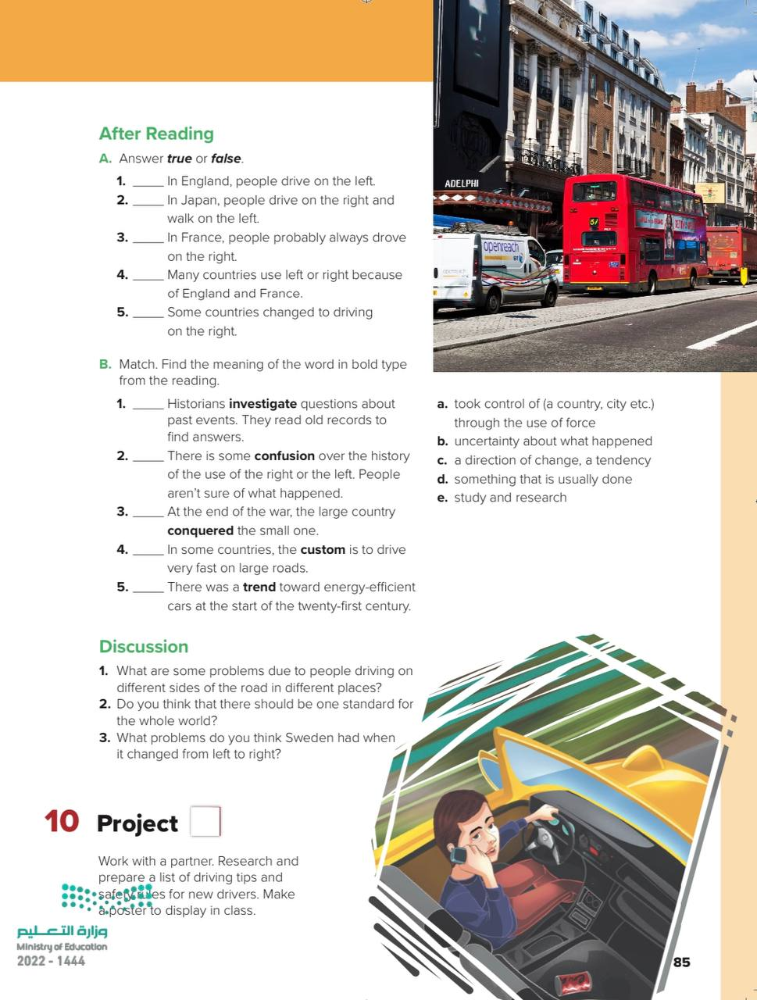 After Reading
A. Answer true or false.
1. _____ In England, people drive on the left.
2. _____ In Japan, people drive on the right and
walk on the left.
3. _____ In France, people probably always drove
on the right.
4. _____ Many countries use left or right because
of England and France.
5. _____ Some countries changed to driving
on the right.
B. Match. Find the meaning of the word in bold type
from the reading.
1. _____ Historians investigate questions about
past events. They read old records to
find answers.
2. _____ There is some confusion over the history
of the use of the right or the left. People
aren't sure of what happened.
3. _____ At the end of the war, the large country
conquered the small one.
4. _____ In some countries, the custom is to drive
very fast on large roads.
5. _____ There was a trend toward energy-efficient
cars at the start of the twenty-first century.
a. took control of (a country, city etc.)
through the use of force
b. uncertainty about what happened
c. a direction of change, a tendency
d. something that is usually done
e. study and research
Discussion
1. What are some problems due to people driving on
different sides of the road in different places?
2. Do you think that there should be one standard for
the whole world?
3. What problems do you think Sweden had when
it changed from left to right?
10 Project
Work with a partner. Research and
prepare a list of driving tips and
safety rules for new drivers. Make
a poster to display in class.
وزارة التعليم
Ministry of Education
2022 - 1444
85
ADELPHI
openreach